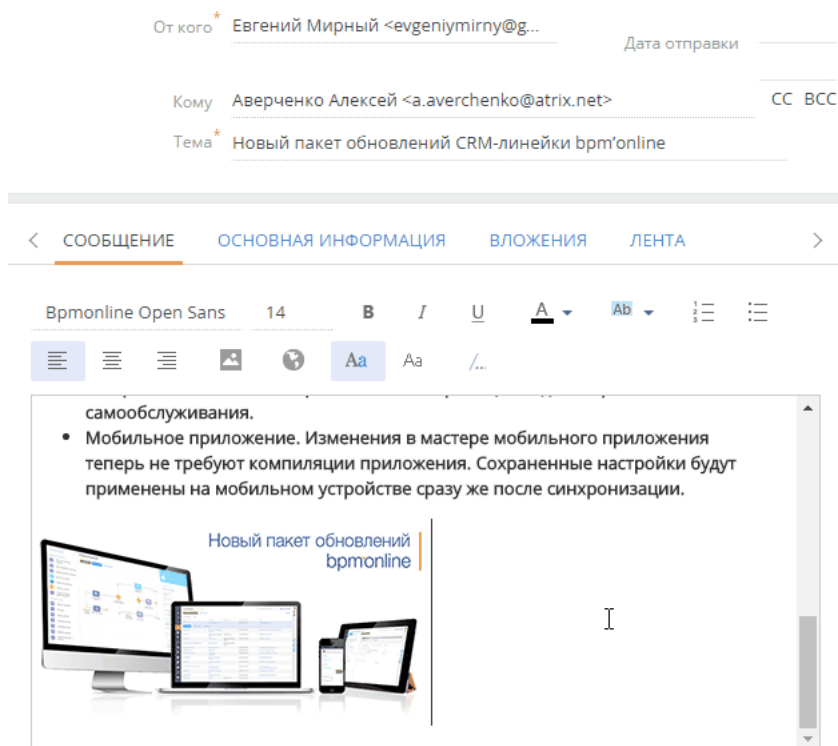 От кого* Евгений Мирный <evgeniymirny@g...
Дата отправки
Кому Аверченко Алексей <a.averchenko@atrix.net> CC BCC
Тема* Новый пакет обновлений CRM-линейки bpm'online
СООБЩЕНИЕ ОСНОВНАЯ ИНФОРМАЦИЯ ВЛОЖЕНИЯ ЛЕНТА
Bpmonline Open Sans 14 B I U A Ab
Aa Aa /...
самообслуживания.
• Мобильное приложение. Изменения в мастере мобильного приложения
теперь не требуют компиляции приложения. Сохраненные настройки будут
применены на мобильном устройстве сразу же после синхронизации.
Новый пакет обновлений
bpm'online